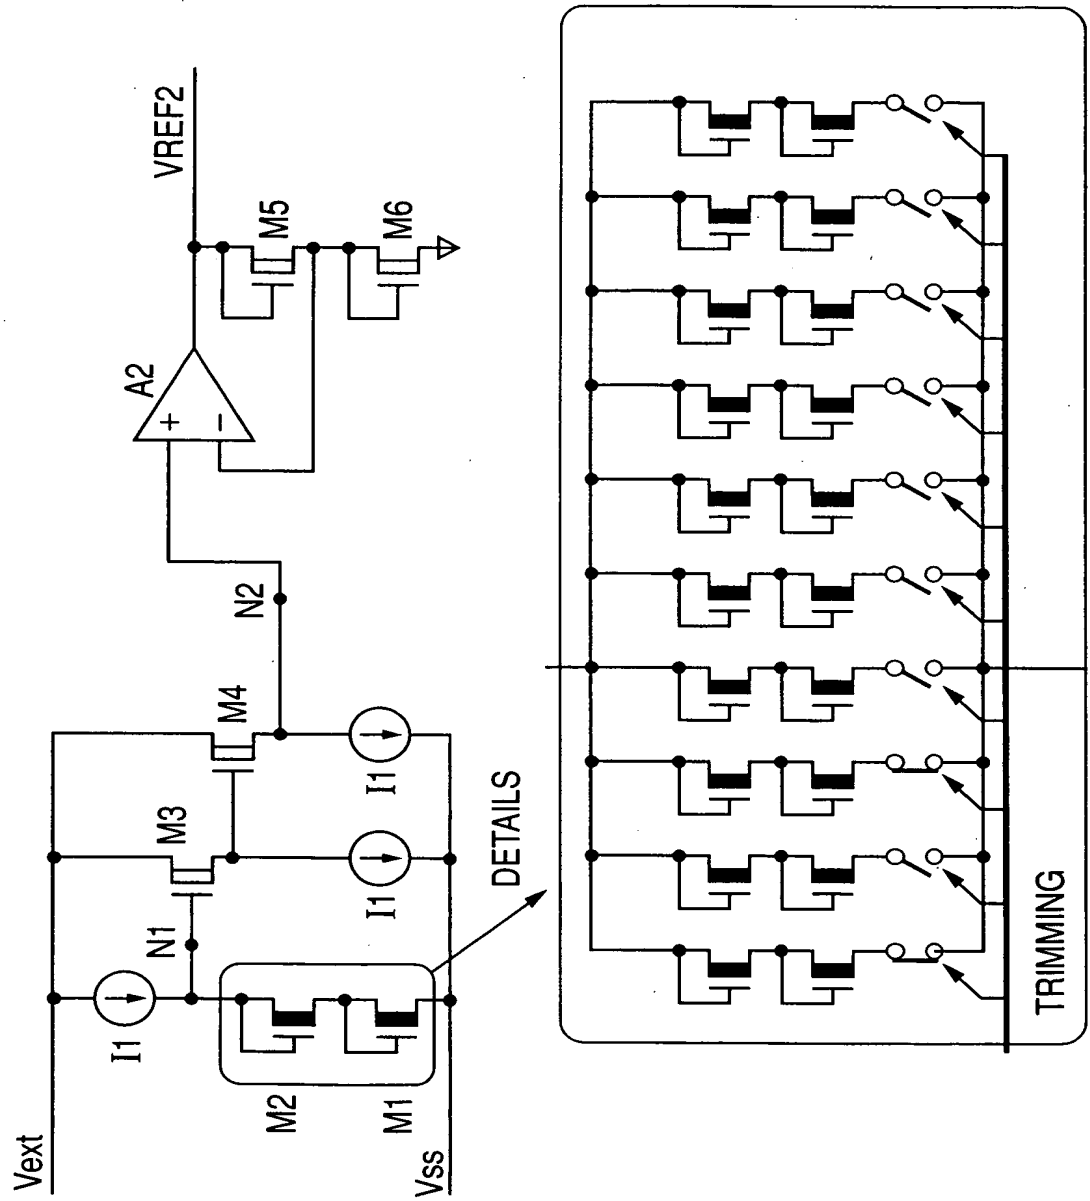 Vext
I1
N1
M3
M4
N2
A2
+
−
VREF2
M5
M6
M2
M1
I1
I1
Vss
DETAILS
TRIMMING